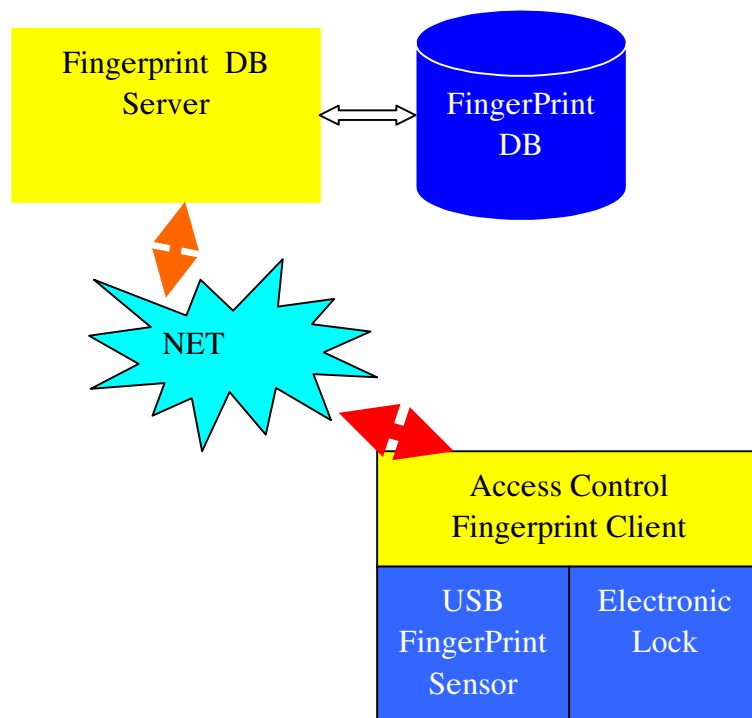 Fingerprint DB
Server
FingerPrint
DB
NET
Access Control
Fingerprint Client
USB
FingerPrint
Sensor
Electronic
Lock